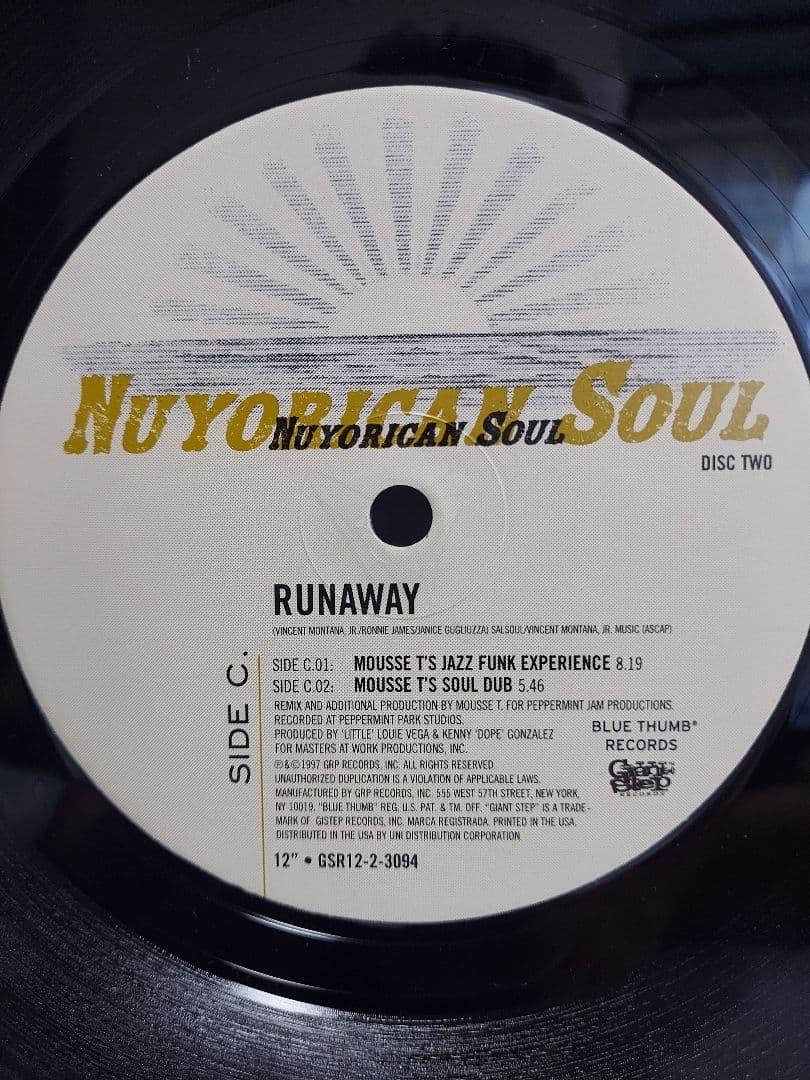 NUYORICAN SOUL
NUYORICAN SOUL
DISC TWO
RUNAWAY
(VINCENT MONTANA, JR./RONNIE JAMES/JANICE GUGLIUZZA) SALSOUL/VINCENT MONTANA, JR. MUSIC (ASCAP)
SIDE C.
SIDE C.01: MOUSSE T'S JAZZ FUNK EXPERIENCE 8.19
SIDE C.02: MOUSSE T'S SOUL DUB 5.46
REMIX AND ADDITIONAL PRODUCTION BY MOUSSE T. FOR PEPPERMINT JAM PRODUCTIONS.
RECORDED AT PEPPERMINT PARK STUDIOS.
PRODUCED BY 'LITTLE' LOUIE VEGA & KENNY 'DOPE' GONZALEZ
FOR MASTERS AT WORK PRODUCTIONS, INC.
℗&©1997 GRP RECORDS, INC. ALL RIGHTS RESERVED.
UNAUTHORIZED DUPLICATION IS A VIOLATION OF APPLICABLE LAWS.
MANUFACTURED BY GRP RECORDS, INC. 555 WEST 57TH STREET, NEW YORK,
NY 10019. "BLUE THUMB" REG. U.S. PAT. & TM. OFF. "GIANT STEP" IS A TRADE-
MARK OF GISTEP RECORDS, INC. MARCA REGISTRADA. PRINTED IN THE USA.
DISTRIBUTED IN THE USA BY UNI DISTRIBUTION CORPORATION.
BLUE THUMB®
RECORDS
Giant
Step
RECORDS
12" • GSR12-2-3094